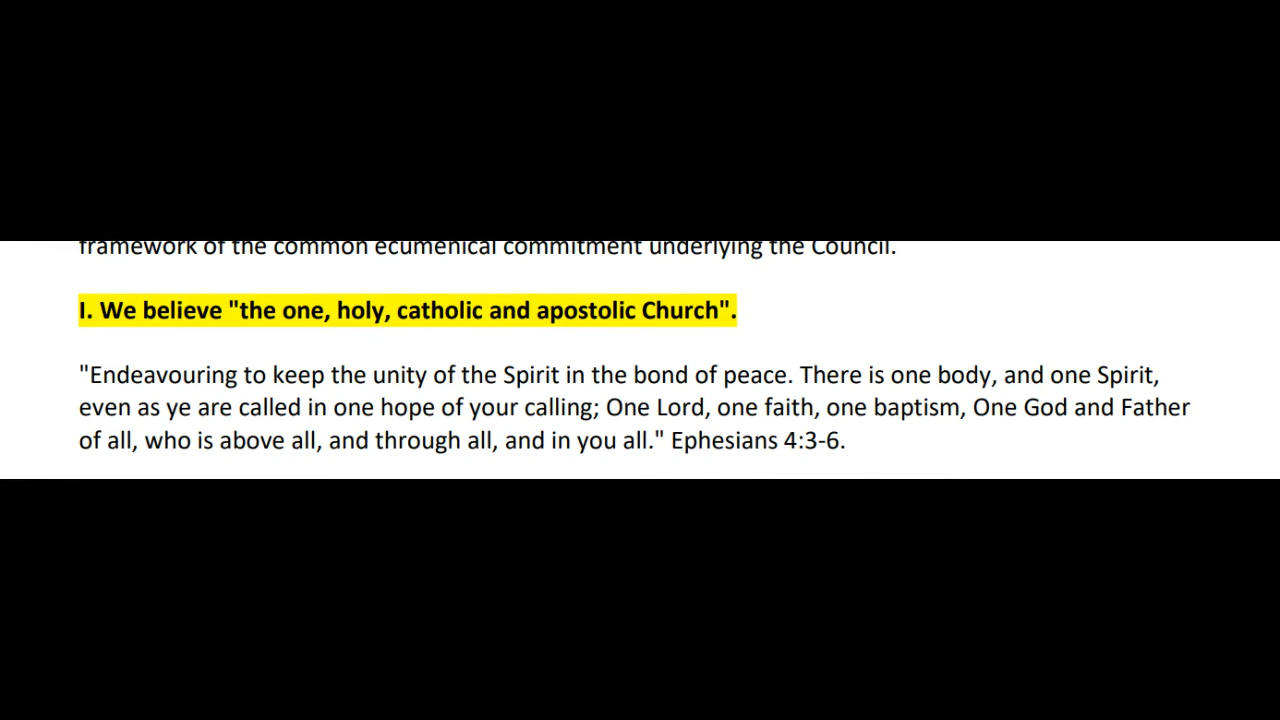 framework of the common ecumenical commitment underlying the Council.
I. We believe "the one, holy, catholic and apostolic Church".
"Endeavouring to keep the unity of the Spirit in the bond of peace. There is one body, and one Spirit,
even as ye are called in one hope of your calling; One Lord, one faith, one baptism, One God and Father
of all, who is above all, and through all, and in you all." Ephesians 4:3-6.